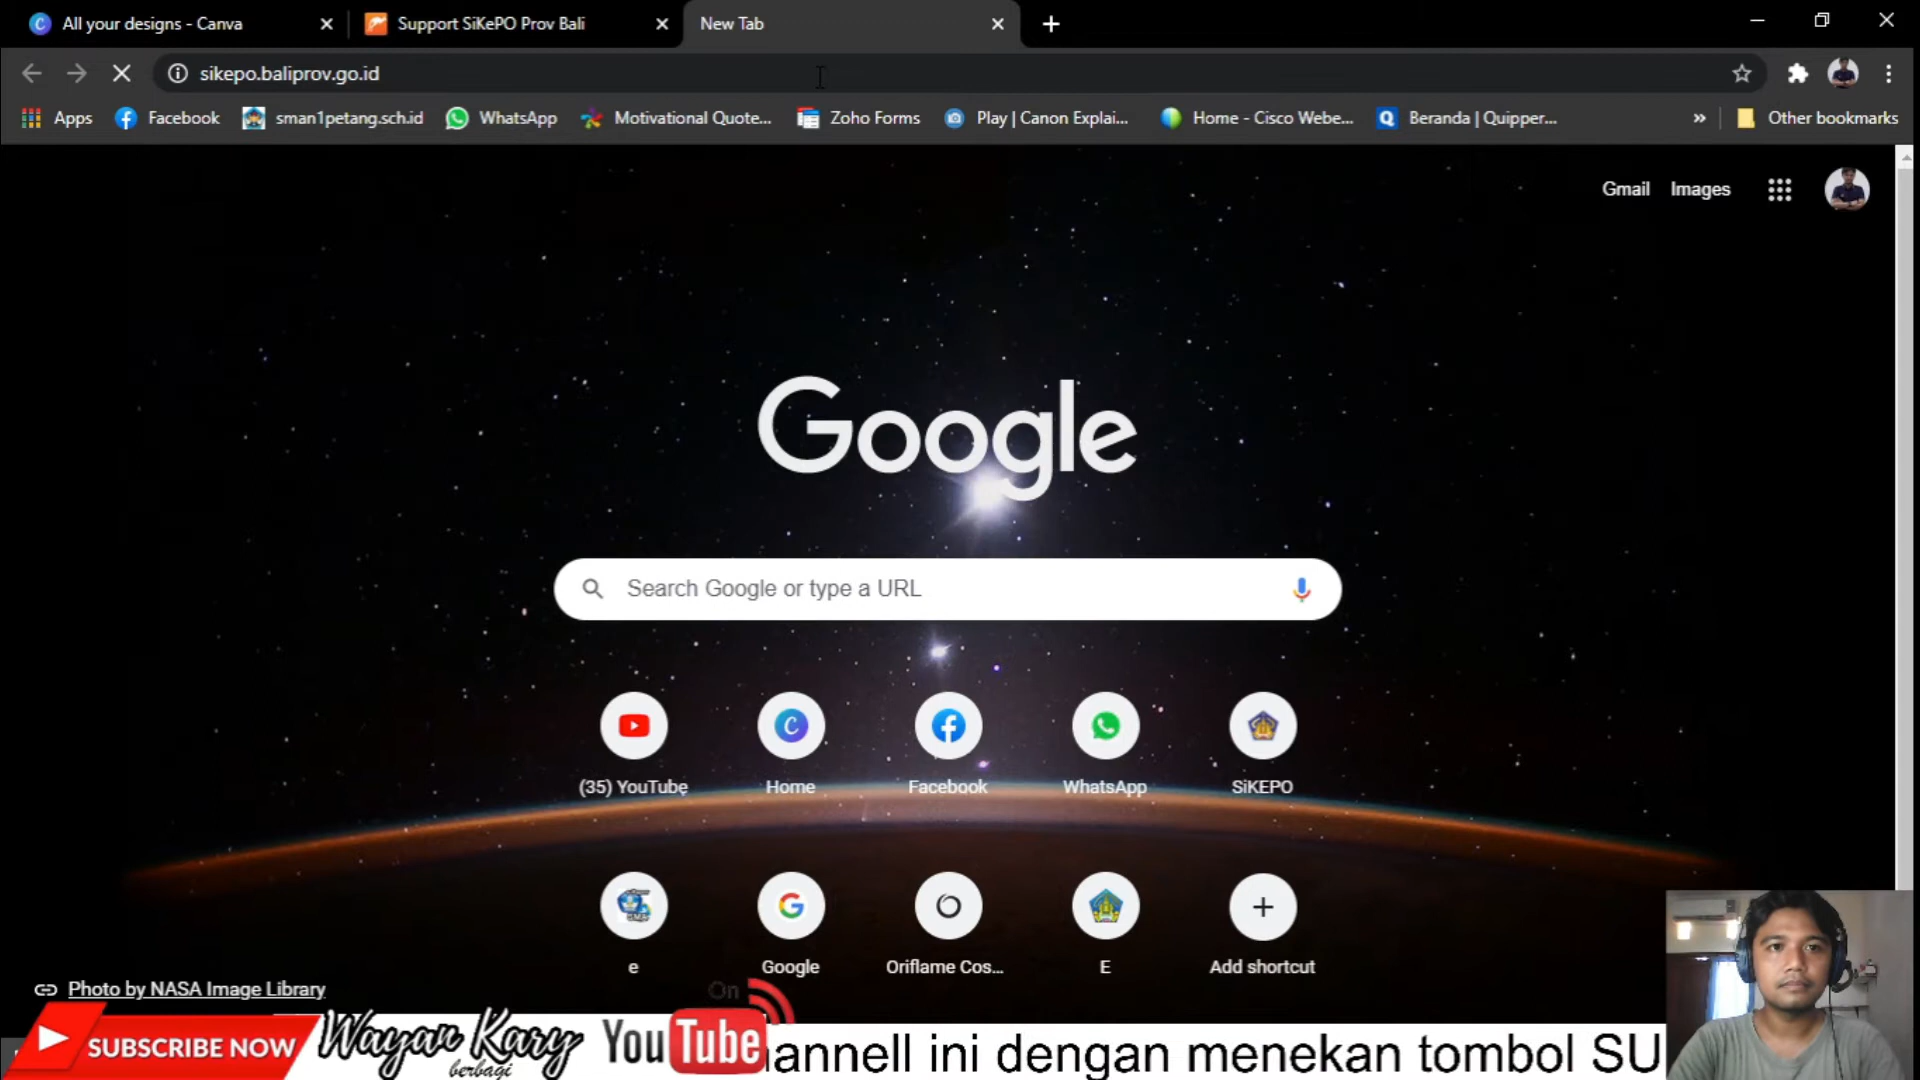 All your designs - Canva
Support SiKePO Prov Bali
New Tab
sikepo.baliprov.go.id
Apps
Facebook
sman1petang.sch.id
WhatsApp
Motivational Quote...
Zoho Forms
Play | Canon Explai...
Home - Cisco Webe...
Beranda | Quipper...
»
Other bookmarks
Gmail
Images
Google
Search Google or type a URL
(35) YouTube
Home
Facebook
WhatsApp
SiKEPO
e
Google
Oriflame Cos...
E
Add shortcut
Photo by NASA Image Library
On
SUBSCRIBE NOW
Wayan Kary
berbagi
YouTube
annell ini dengan menekan tombol SU